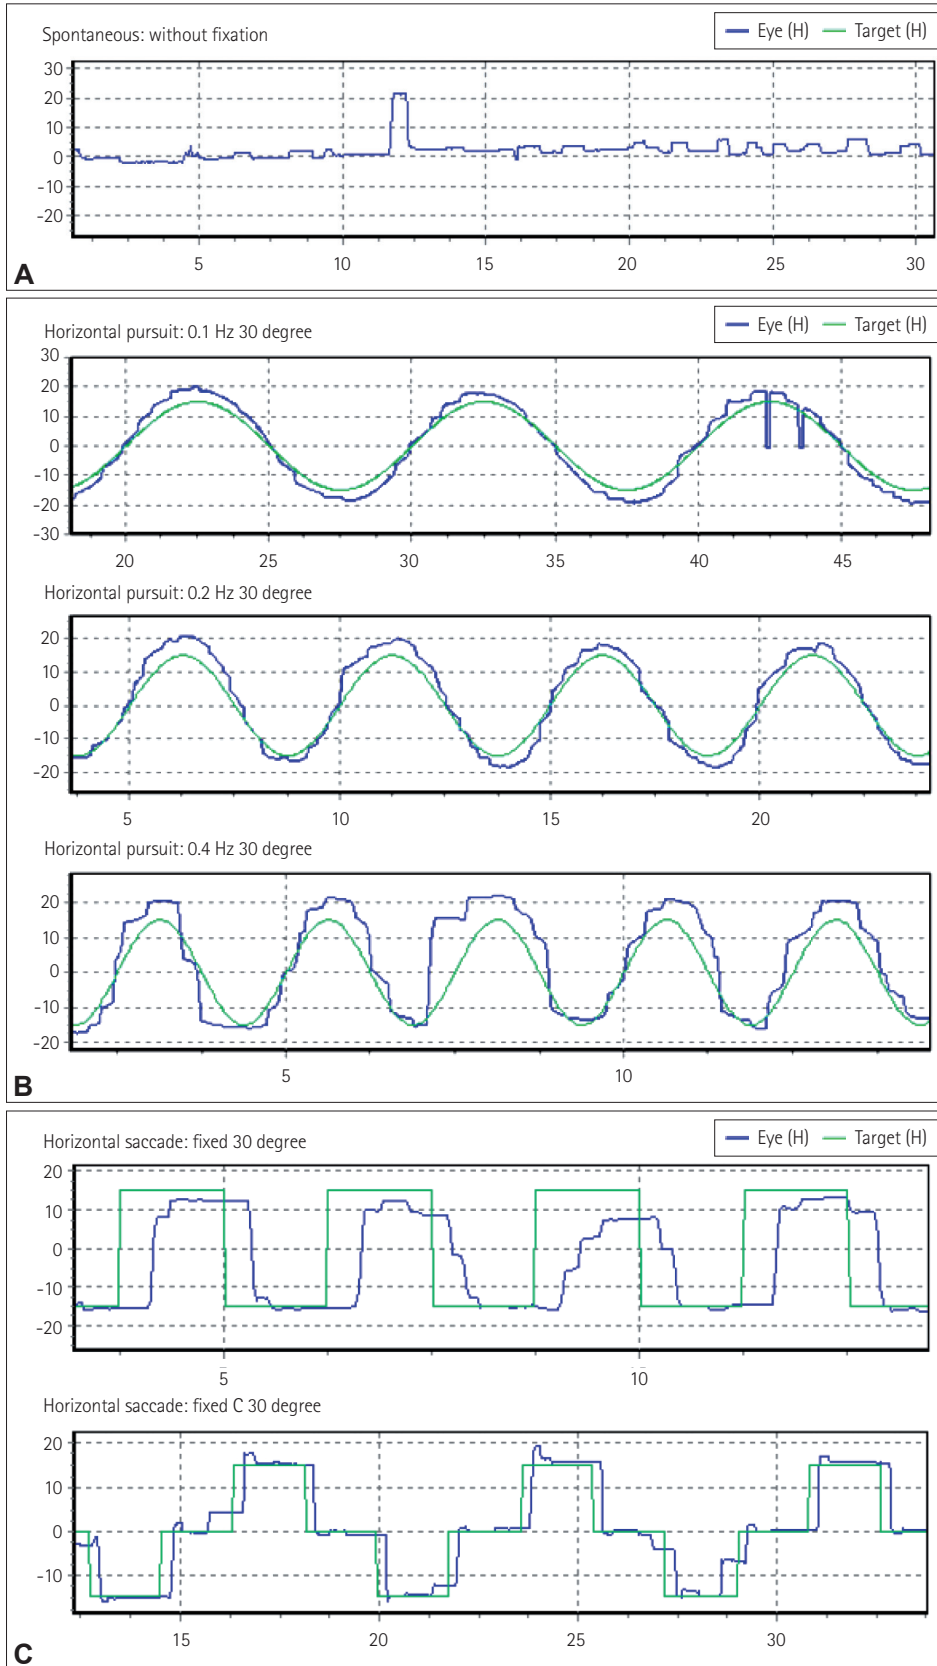 Spontaneous: without fixation
Eye (H) Target (H)
30
20
10
0
-10
-20
5 10 15 20 25 30
A
Horizontal pursuit: 0.1 Hz 30 degree
Eye (H) Target (H)
30
20
10
0
-10
-20
-30
20 25 30 35 40 45
Horizontal pursuit: 0.2 Hz 30 degree
20
10
0
-10
-20
5 10 15 20
Horizontal pursuit: 0.4 Hz 30 degree
20
10
0
-10
-20
5 10
B
Horizontal saccade: fixed 30 degree
Eye (H) Target (H)
20
10
0
-10
-20
5 10
Horizontal saccade: fixed C 30 degree
20
10
0
-10
15 20 25 30
C